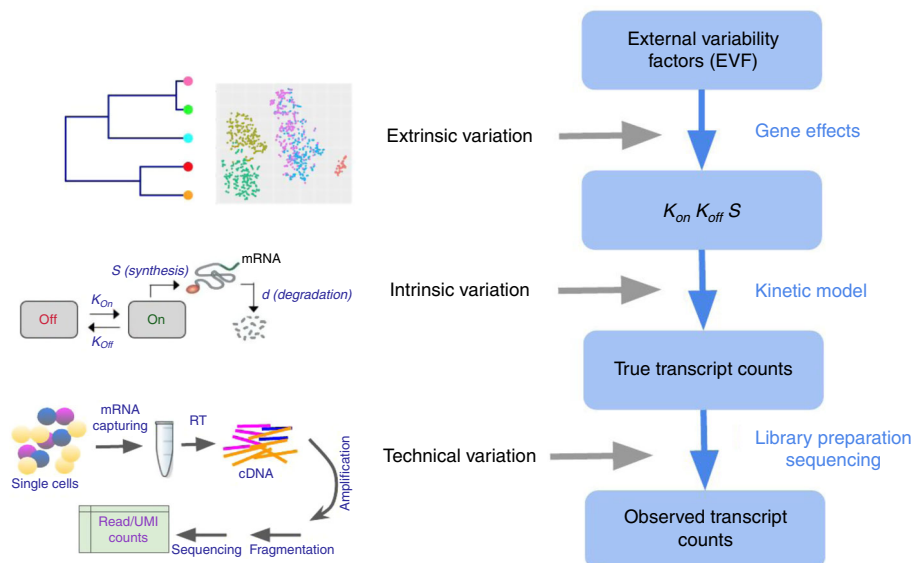 External variability
factors (EVF)
Extrinsic variation
Gene effects
K_on K_off S
S (synthesis)
mRNA
d (degradation)
K_On
Off
On
K_Off
Intrinsic variation
Kinetic model
True transcript counts
mRNA
capturing
RT
Single cells
cDNA
Amplification
Read/UMI
counts
Sequencing
Fragmentation
Technical variation
Library preparation
sequencing
Observed transcript
counts